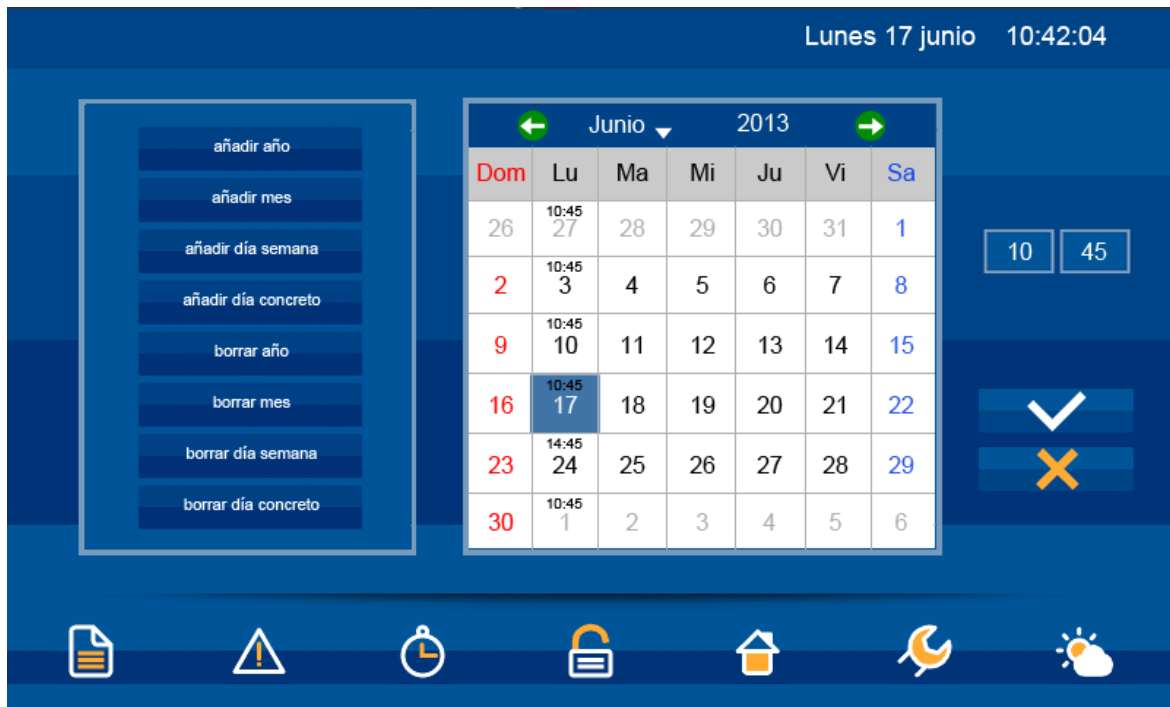 Lunes 17 junio 10:42:04
añadir año
añadir mes
añadir día semana
añadir día concreto
borrar año
borrar mes
borrar día semana
borrar día concreto
Junio 2013
Dom Lu Ma Mi Ju Vi Sa
10:45
26 27 28 29 30 31 1
10:45
2 3 4 5 6 7 8
10:45
9 10 11 12 13 14 15
10:45
16 17 18 19 20 21 22
14:45
23 24 25 26 27 28 29
10:45
30 1 2 3 4 5 6
10 45